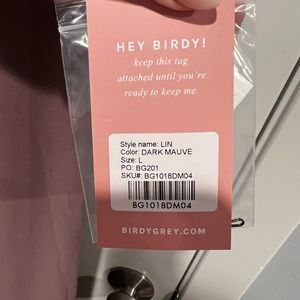 HEY BIRDY!
keep this tag
attached until you're
ready to keep me.
Style name: LIN
Color: DARK MAUVE
Size: L
PO: BG201
SKU#: BG1018DM04
BG1018DM04
BIRDYGREY.COM